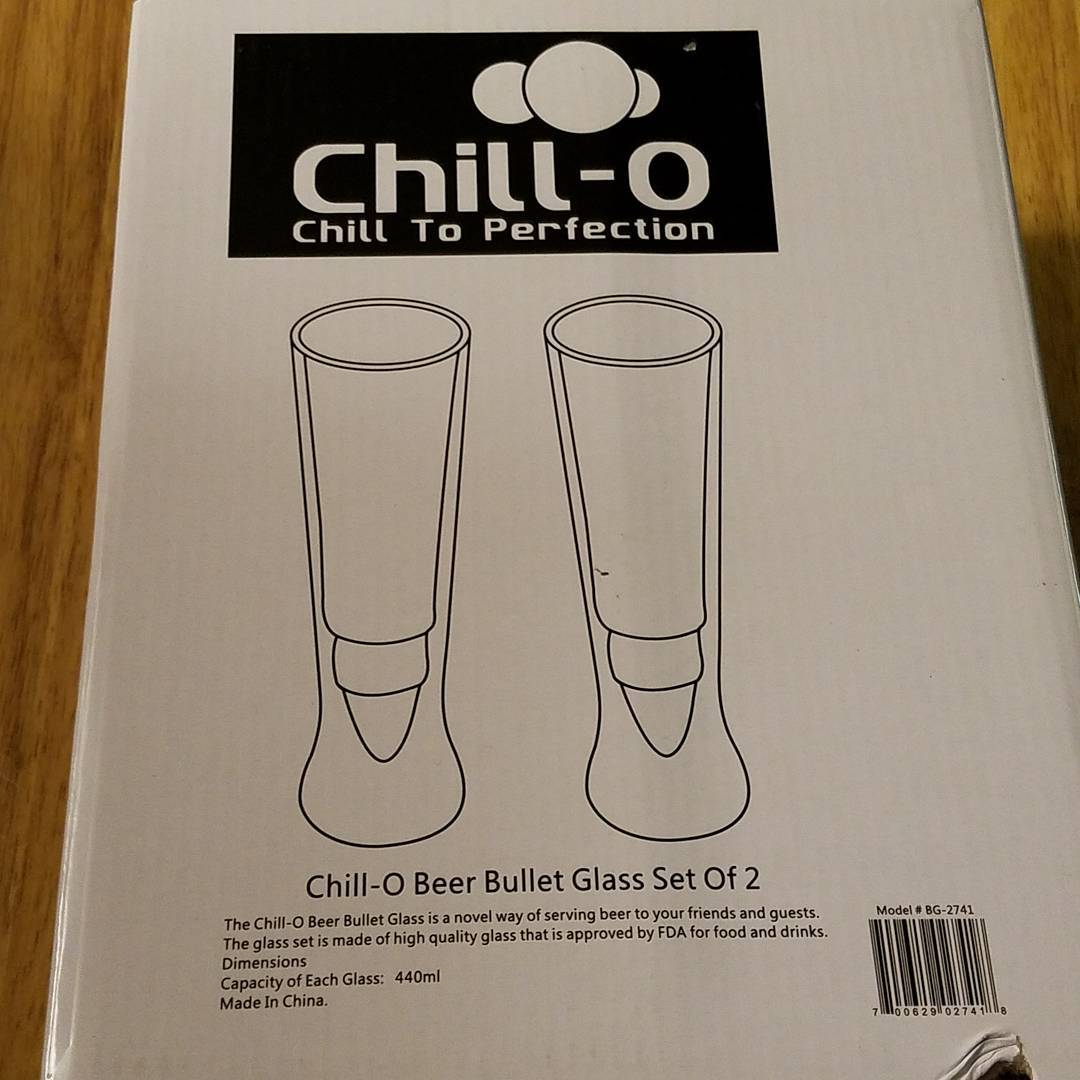 Chill-O
Chill To Perfection
Chill-O Beer Bullet Glass Set Of 2
The Chill-O Beer Bullet Glass is a novel way of serving beer to your friends and guests.
The glass set is made of high quality glass that is approved by FDA for food and drinks.
Dimensions
Capacity of Each Glass: 440ml
Made In China.
Model # BG-2741
7 00629 02741 8